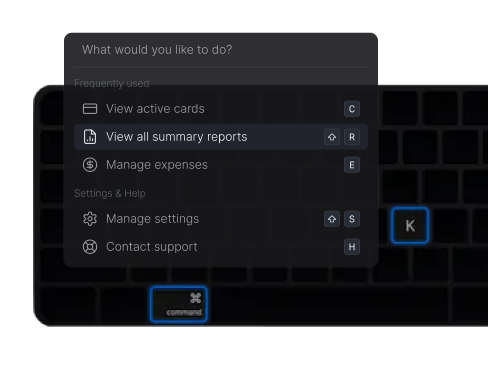 What would you like to do?
Frequently used
View active cards C
View all summary reports ⇧ R
Manage expenses E
Settings & Help
Manage settings ⇧ S
Contact support H
K
⌘
command